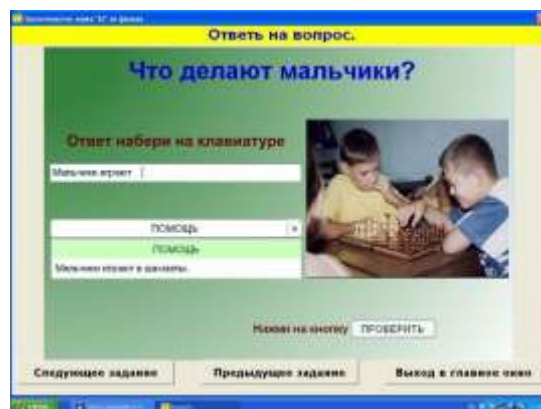 Ответь на вопрос.
Что делают мальчики?
Ответ набери на клавиатуре
Мальчики играют
ПОМОЩЬ
ПОМОЩЬ
Мальчики играют в шахматы.
Нажми на кнопку ПРОВЕРИТЬ
Следующее задание Предыдущее задание Выход в главное окно